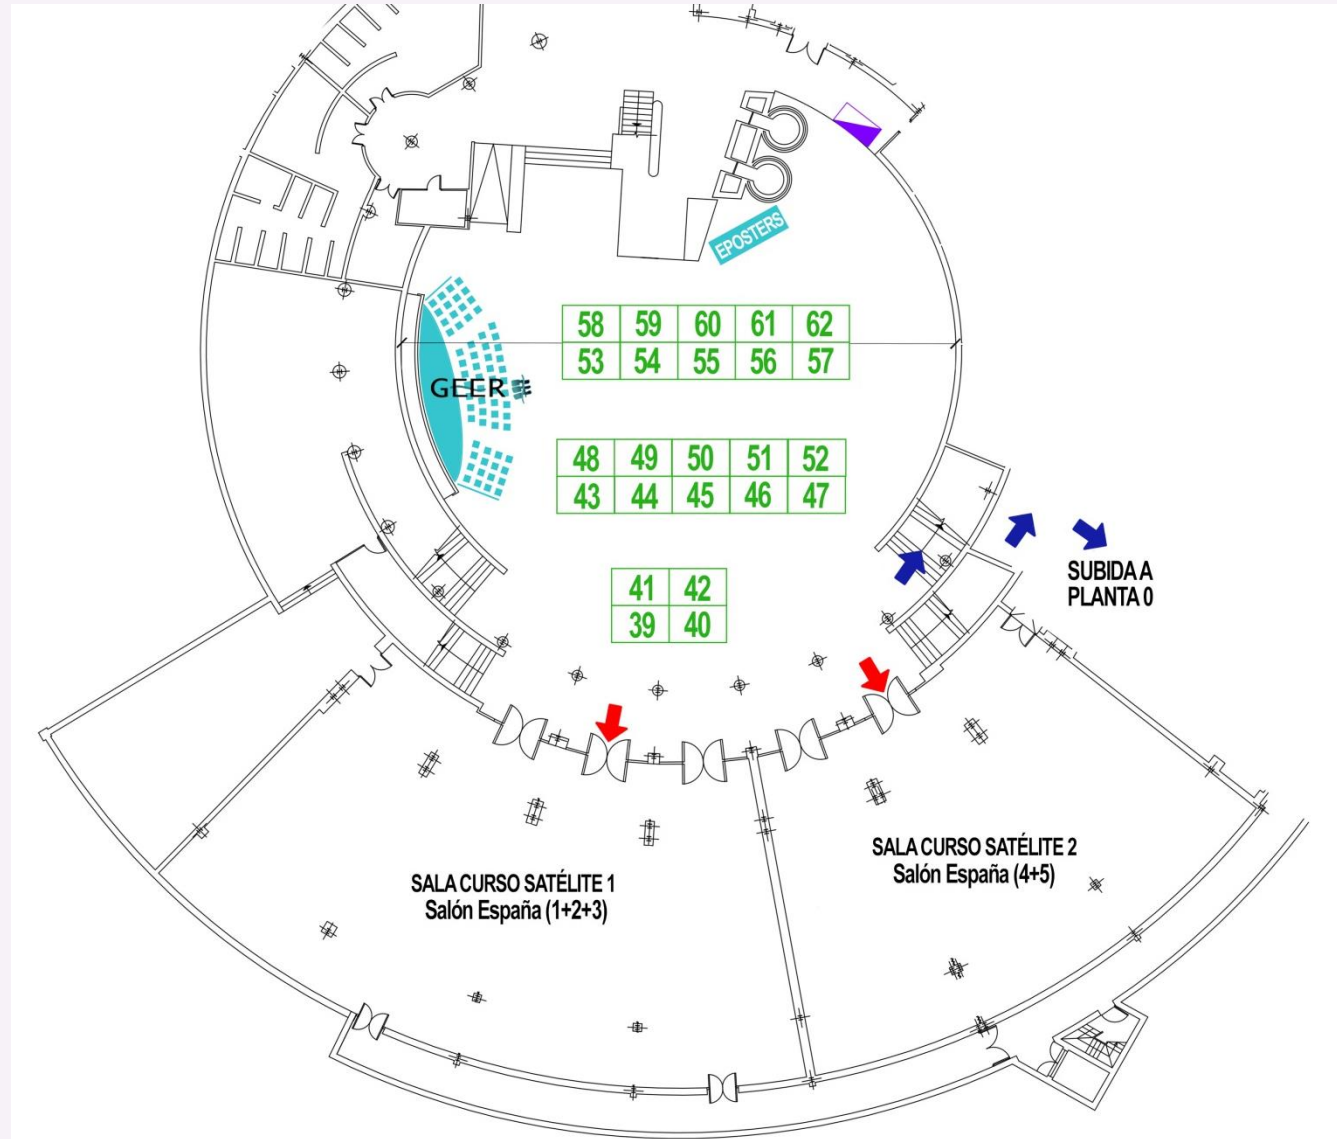 EPOSTERS
58 59 60 61 62
53 54 55 56 57
GEER
48 49 50 51 52
43 44 45 46 47
SUBIDA A
PLANTA 0
41 42
39 40
SALA CURSO SATÉLITE 1
Salón España (1+2+3)
SALA CURSO SATÉLITE 2
Salón España (4+5)